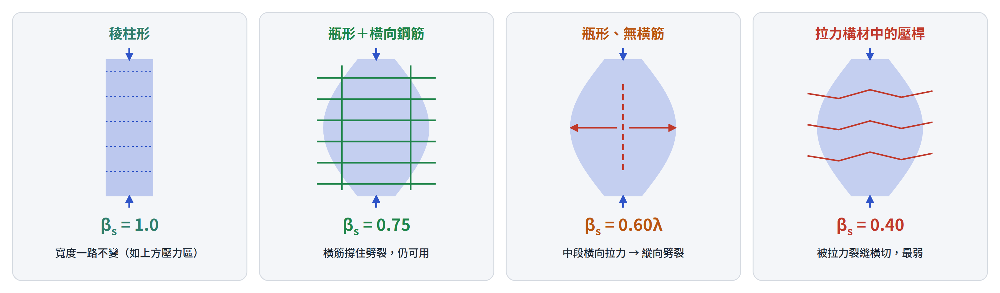 稜柱形
βs = 1.0
寬度一路不變（如上方壓力區）
瓶形＋橫向鋼筋
βs = 0.75
橫筋撐住劈裂，仍可用
瓶形、無橫筋
βs = 0.60λ
中段橫向拉力 → 縱向劈裂
拉力構材中的壓桿
βs = 0.40
被拉力裂縫橫切，最弱